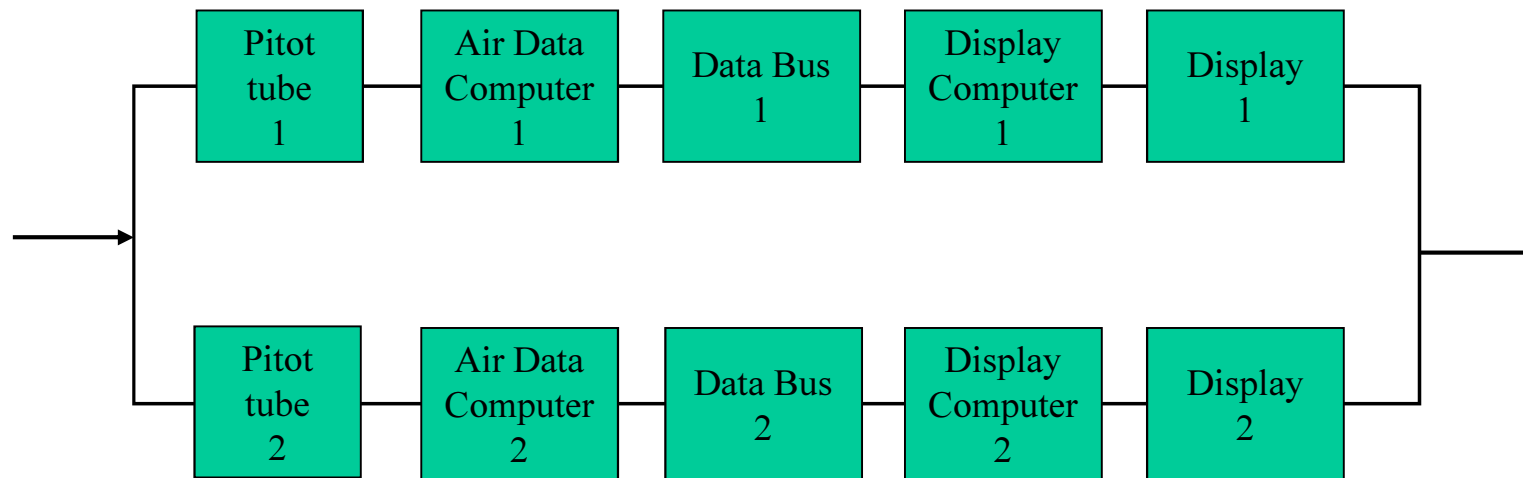 Pitot
tube
1
Air Data
Computer
1
Data Bus
1
Display
Computer
1
Display
1
Pitot
tube
2
Air Data
Computer
2
Data Bus
2
Display
Computer
2
Display
2